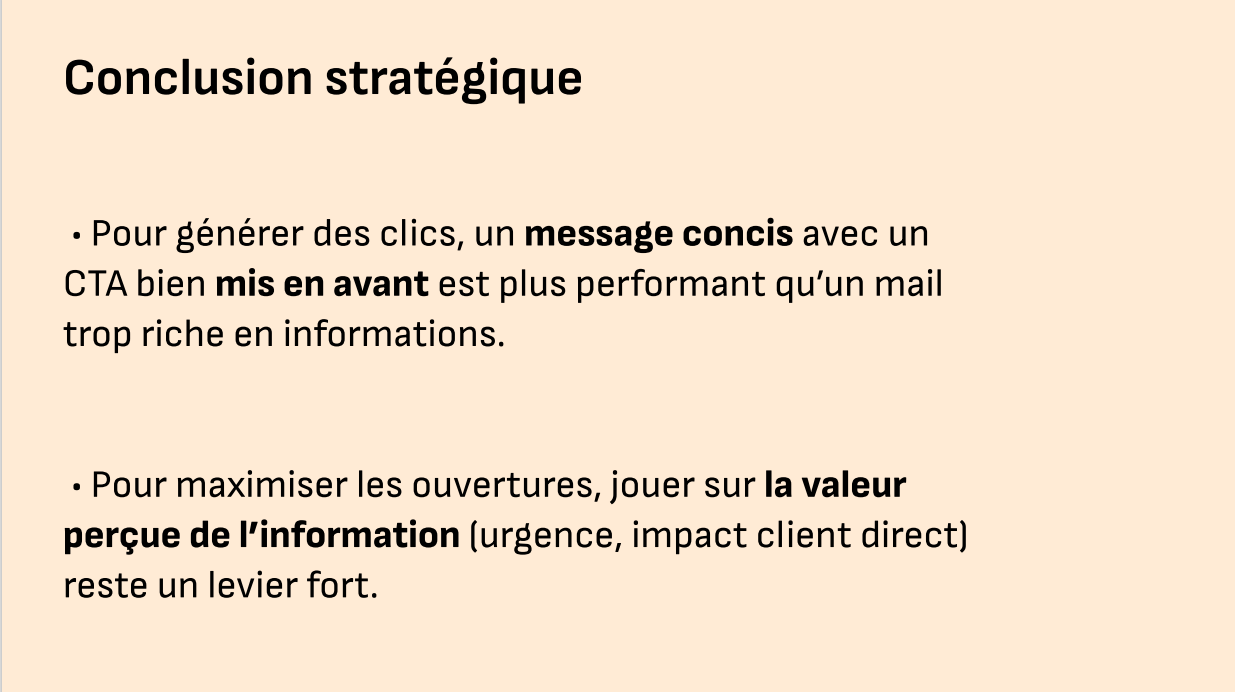 Conclusion stratégique
• Pour générer des clics, un message concis avec un
CTA bien mis en avant est plus performant qu’un mail
trop riche en informations.
• Pour maximiser les ouvertures, jouer sur la valeur
perçue de l’information (urgence, impact client direct)
reste un levier fort.